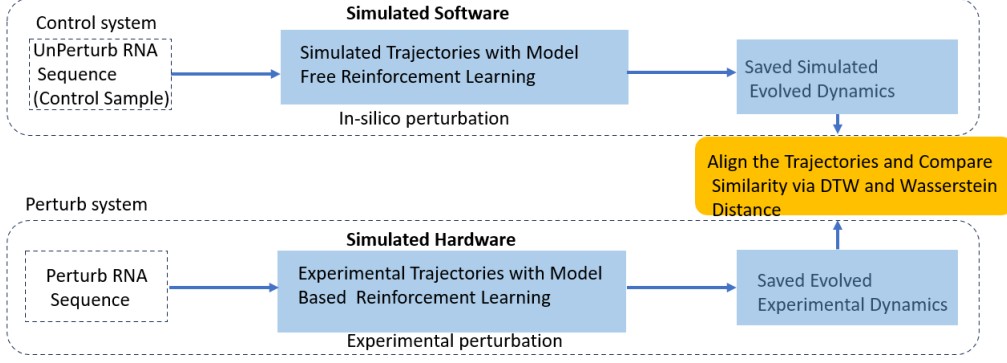 Simulated Software
Control system
UnPerturb RNA
Sequence
(Control Sample)
Simulated Trajectories with Model
Free Reinforcement Learning
Saved Simulated
Evolved Dynamics
In-silico perturbation
Align the Trajectories and Compare
Similarity via DTW and Wasserstein
Distance
Perturb system
Simulated Hardware
Perturb RNA
Sequence
Experimental Trajectories with Model
Based Reinforcement Learning
Saved Evolved
Experimental Dynamics
Experimental perturbation